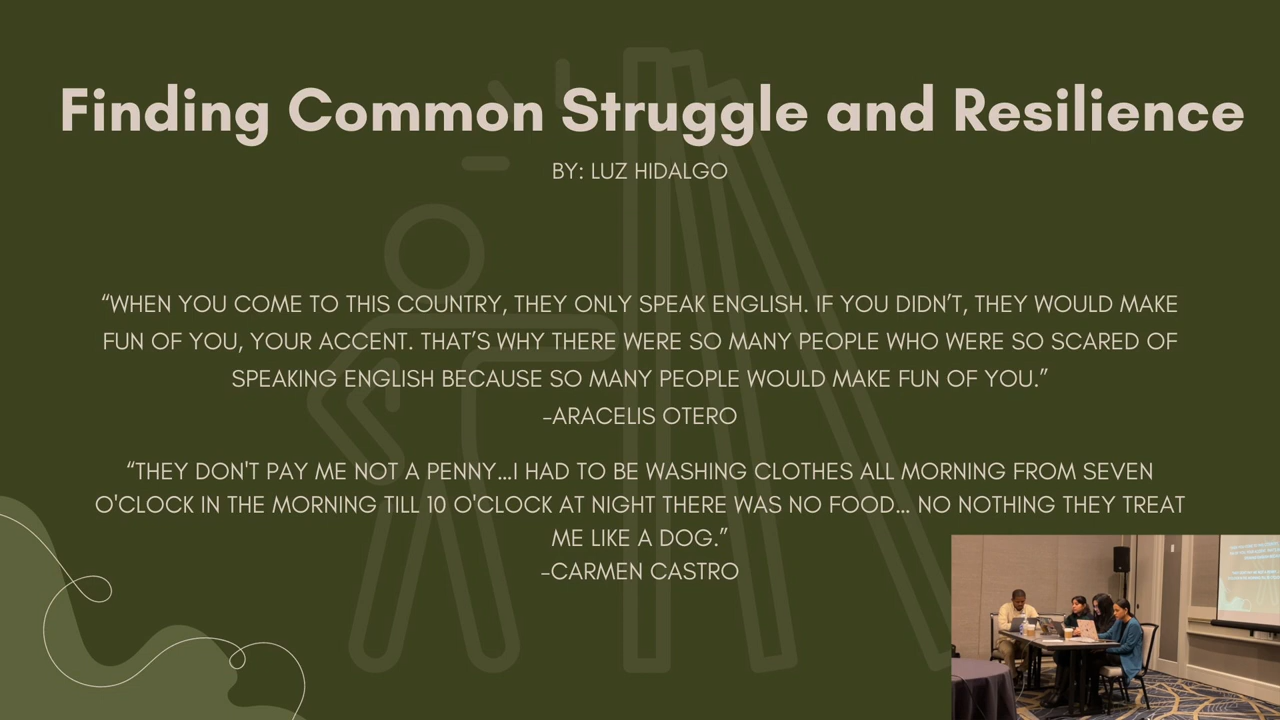 Finding Common Struggle and Resilience
BY: LUZ HIDALGO
“WHEN YOU COME TO THIS COUNTRY, THEY ONLY SPEAK ENGLISH. IF YOU DIDN’T, THEY WOULD MAKE
FUN OF YOU, YOUR ACCENT. THAT’S WHY THERE WERE SO MANY PEOPLE WHO WERE SO SCARED OF
SPEAKING ENGLISH BECAUSE SO MANY PEOPLE WOULD MAKE FUN OF YOU.”
-ARACELIS OTERO
“THEY DON'T PAY ME NOT A PENNY...I HAD TO BE WASHING CLOTHES ALL MORNING FROM SEVEN
O'CLOCK IN THE MORNING TILL 10 O'CLOCK AT NIGHT THERE WAS NO FOOD... NO NOTHING THEY TREAT
ME LIKE A DOG.”
-CARMEN CASTRO